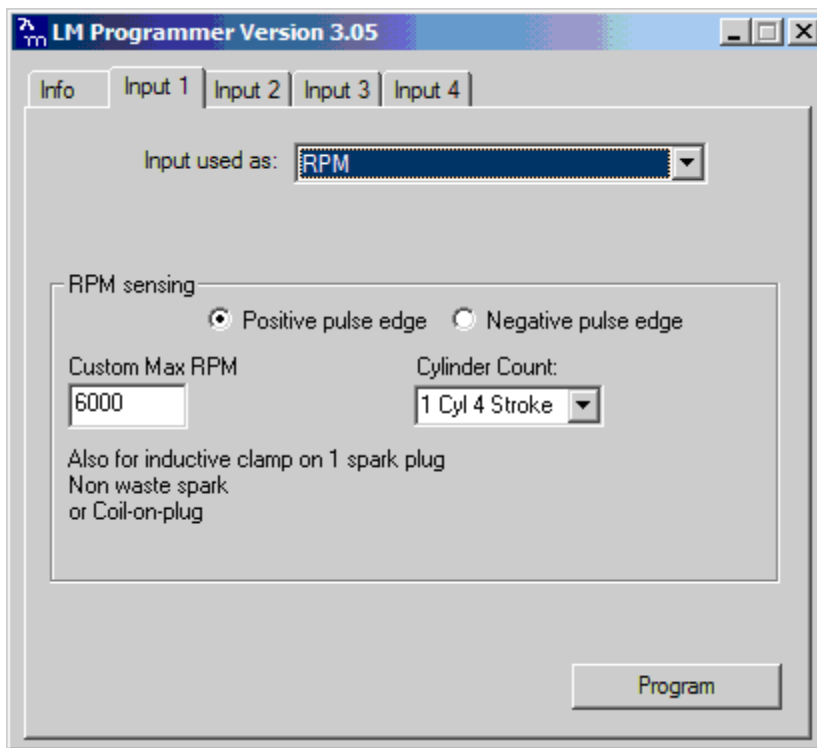 λm LM Programmer Version 3.05
Info Input 1 Input 2 Input 3 Input 4
Input used as: RPM
RPM sensing
Positive pulse edge Negative pulse edge
Custom Max RPM Cylinder Count:
6000 1 Cyl 4 Stroke
Also for inductive clamp on 1 spark plug
Non waste spark
or Coil-on-plug
Program